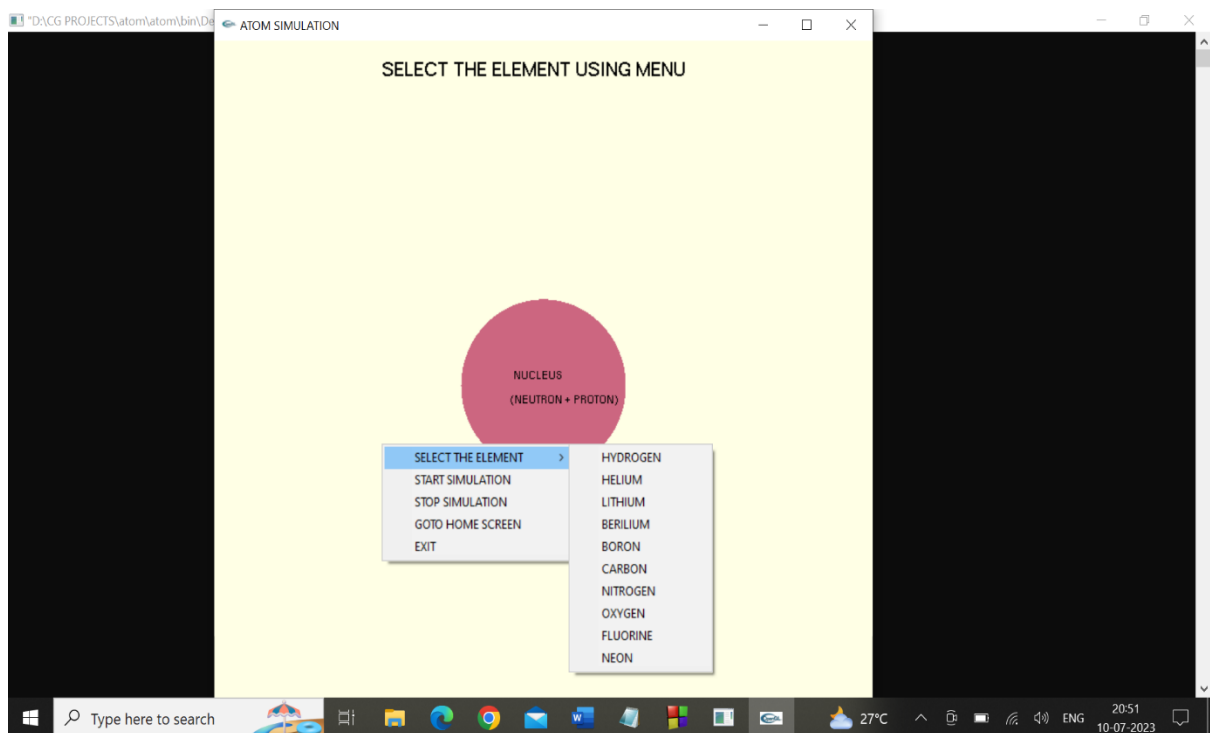 "D:\CG PROJECTS\atom\atom\bin\De
ATOM SIMULATION
SELECT THE ELEMENT USING MENU
NUCLEUS
(NEUTRON + PROTON)
SELECT THE ELEMENT
START SIMULATION
STOP SIMULATION
GOTO HOME SCREEN
EXIT
HYDROGEN
HELIUM
LITHIUM
BERILIUM
BORON
CARBON
NITROGEN
OXYGEN
FLUORINE
NEON
Type here to search
27°C
ENG
20:51
10-07-2023